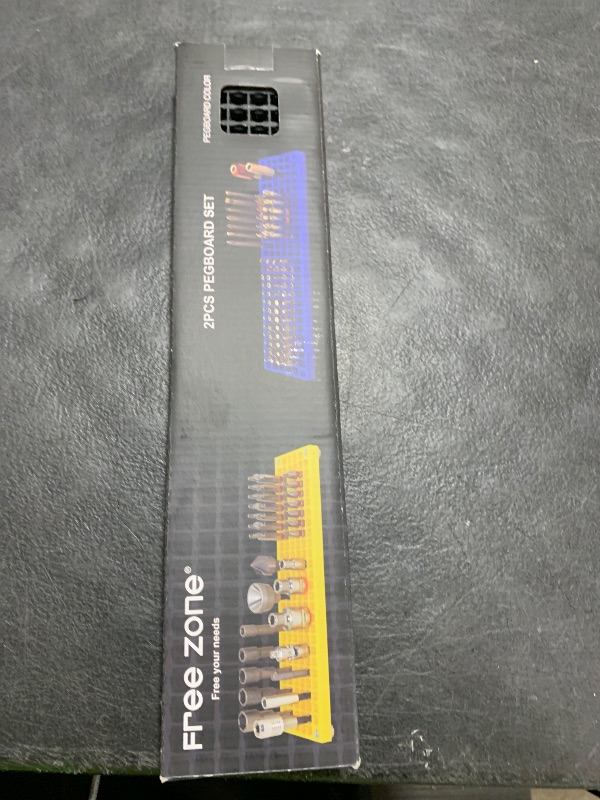 Free zone®
Free your needs
2PCS PEGBOARD SET
PEGBOARD COLOR